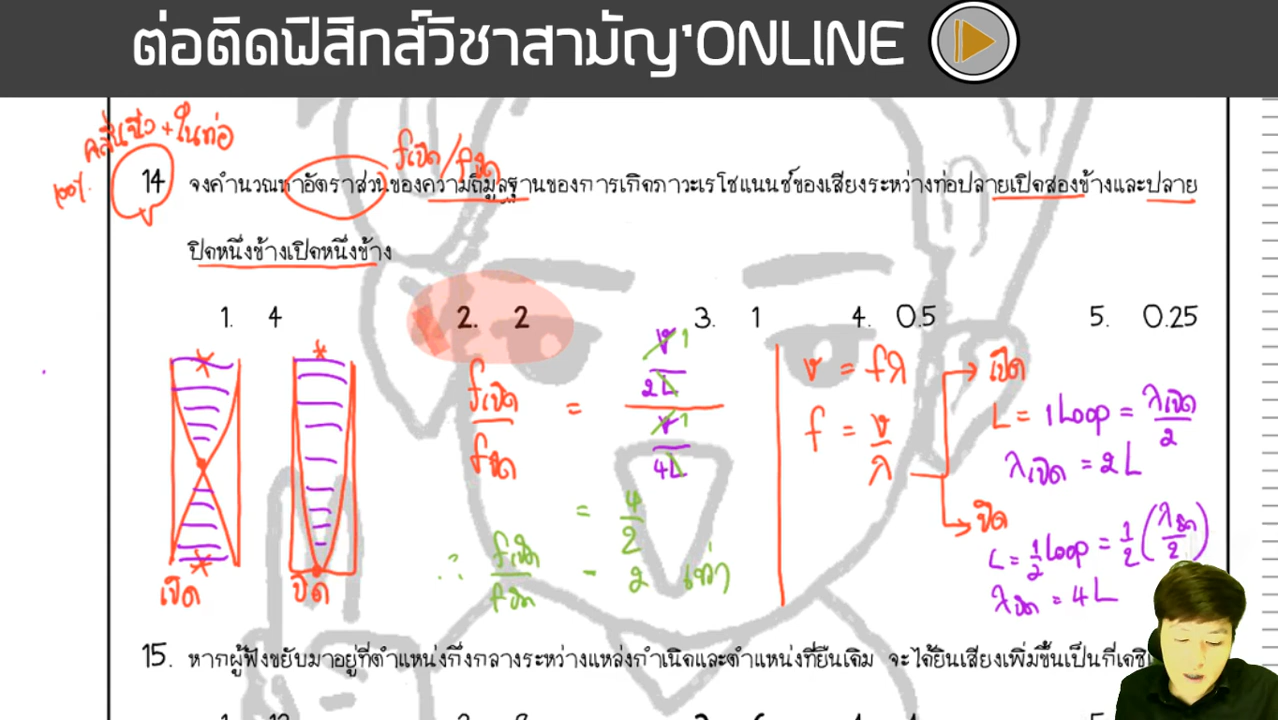 ต่อติดฟิสิกส์วิชาสามัญ'ONLINE
คลื่นนิ่ง + ในท่อ
100%.
fเปิด/fปิด
14 จงคำนวณหาอัตราส่วนของความถี่มูลฐานของการเกิดภาวะเรโซแนนซ์ของเสียงระหว่างท่อปลายเปิดสองข้างและปลาย
ปิดหนึ่งข้างเปิดหนึ่งข้าง
1. 4 2. 2 3. 1 4. 0.5 5. 0.25
เปิด
ปิด
fเปิด/fปิด = (v/2L)/(v/4L)
1
1
= 4/2
∴ fเปิด/fปิด = 2 เท่า
v = fλ
f = v/λ
เปิด
L = 1 Loop = λเปิด/2
λเปิด = 2L
ปิด
L = 1/2 Loop = 1/2 (λปิด/2)
λปิด = 4L
15. หากผู้ฟังขยับมาอยู่ที่ตำแหน่งกึ่งกลางระหว่างแหล่งกำเนิดและตำแหน่งที่ยืนเดิม จะได้ยินเสียงเพิ่มขึ้นเป็นกี่เดซิ